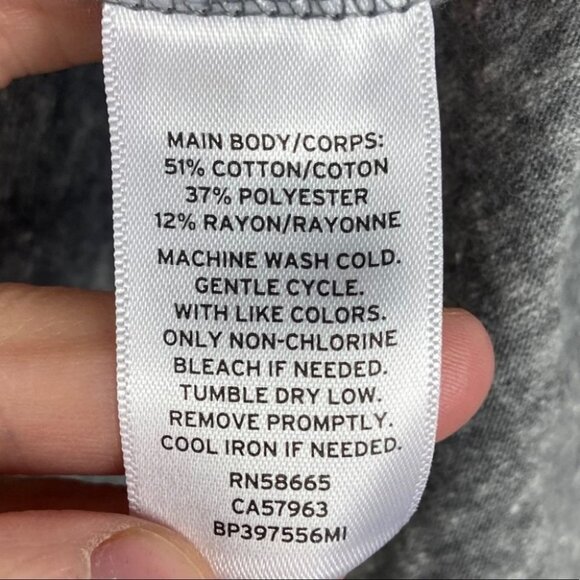 MAIN BODY/CORPS:
51% COTTON/COTON
37% POLYESTER
12% RAYON/RAYONNE
MACHINE WASH COLD.
GENTLE CYCLE.
WITH LIKE COLORS.
ONLY NON-CHLORINE
BLEACH IF NEEDED.
TUMBLE DRY LOW.
REMOVE PROMPTLY.
COOL IRON IF NEEDED.
RN58665
CA57963
BP397556MI